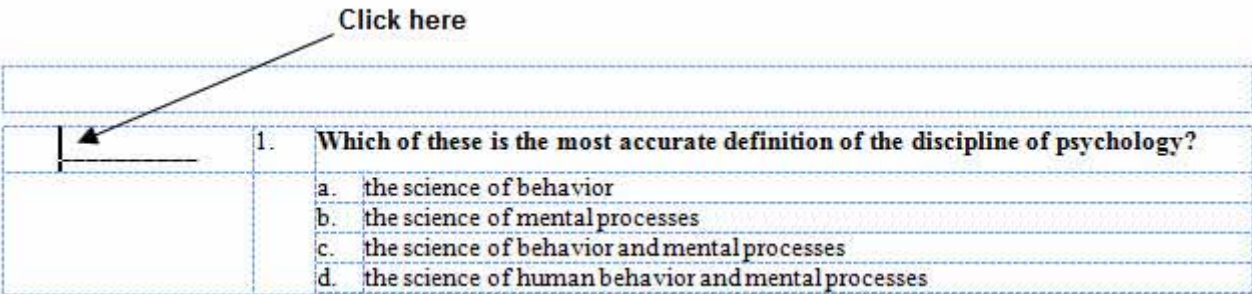 Click here
1. Which of these is the most accurate definition of the discipline of psychology?
a. the science of behavior
b. the science of mental processes
c. the science of behavior and mental processes
d. the science of human behavior and mental processes